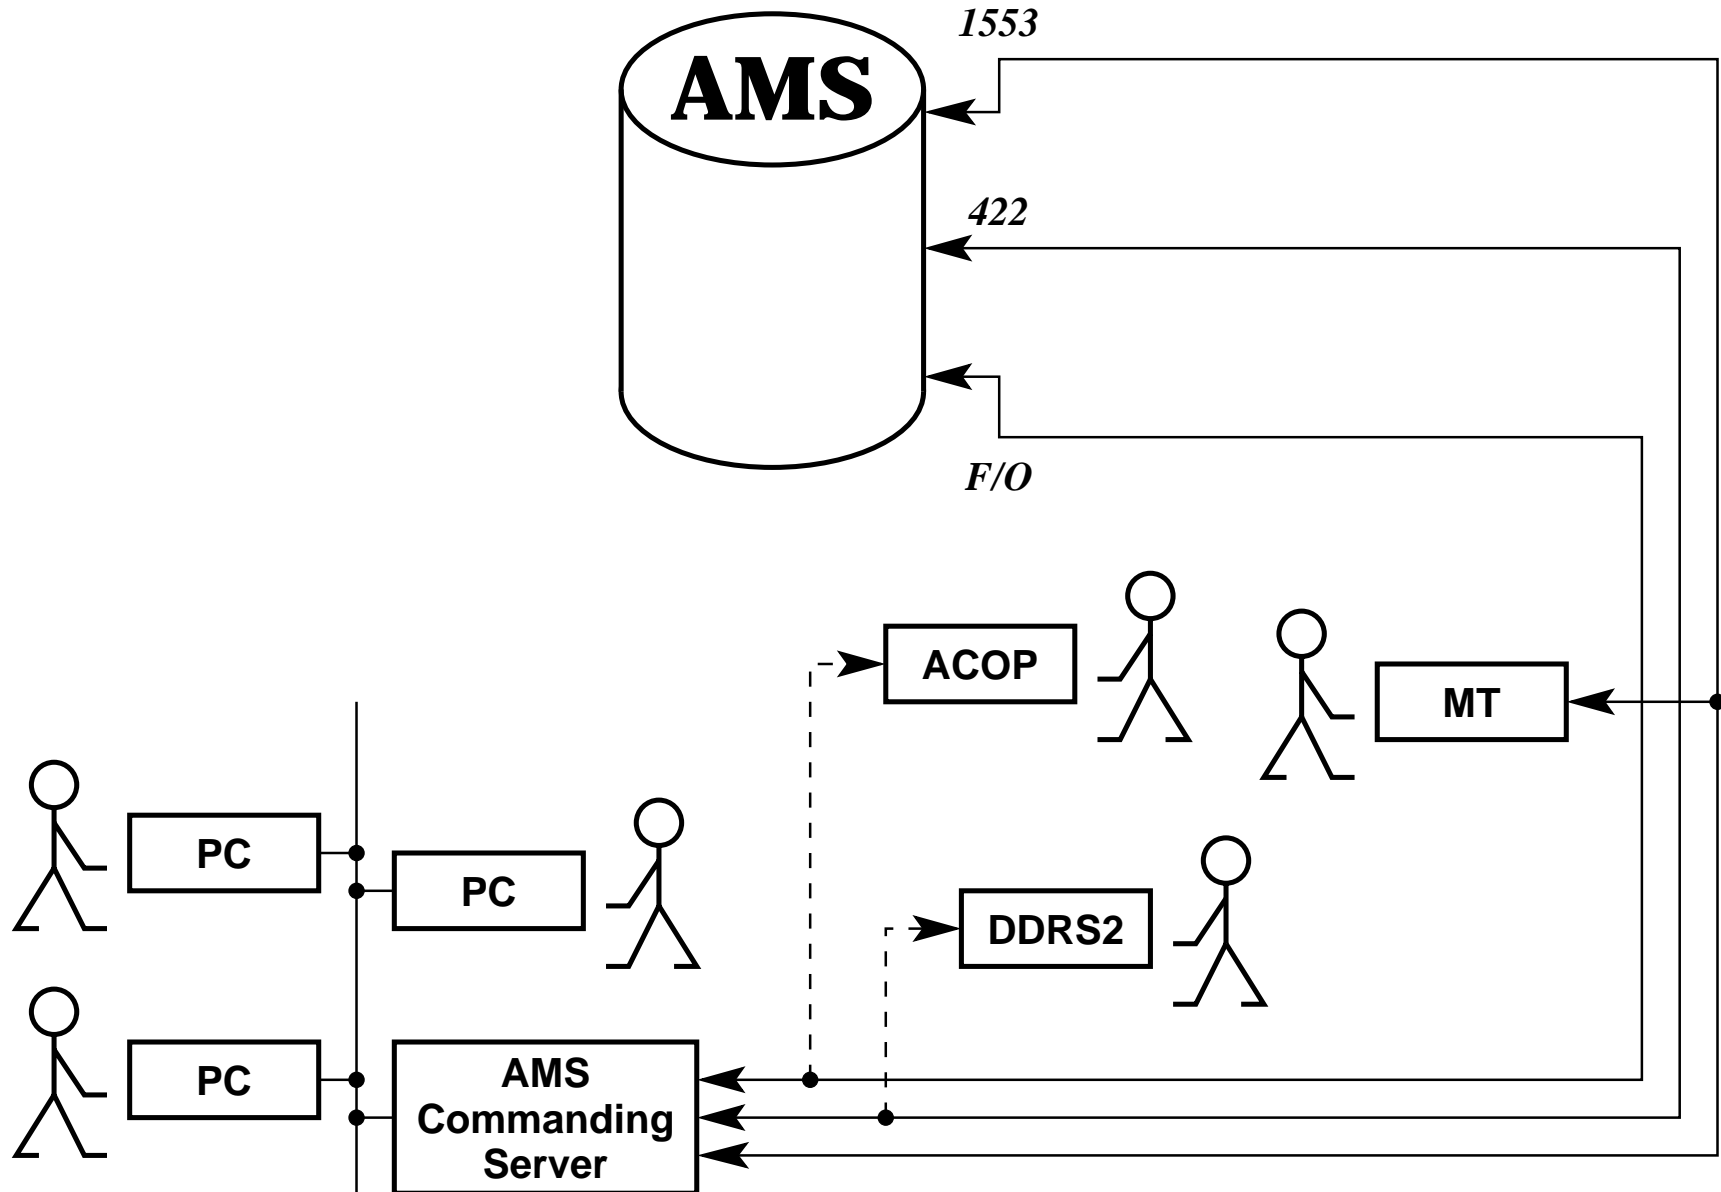 1553
AMS
422
F/O
ACOP
MT
PC
PC
DDRS2
PC
AMS
Commanding
Server